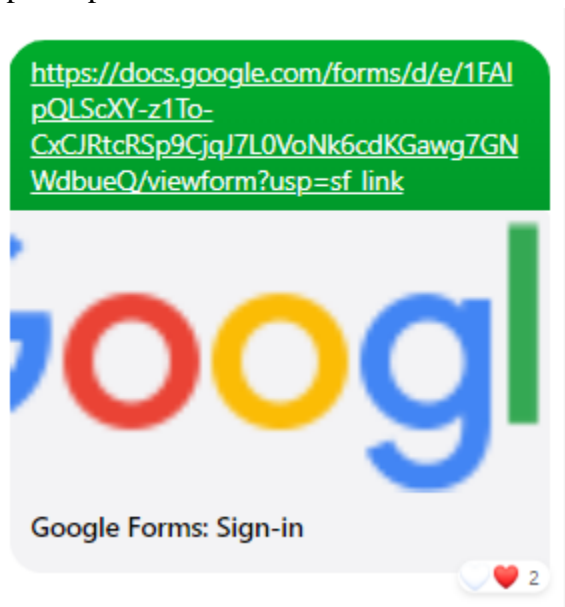 https://docs.google.com/forms/d/e/1FAI
pQLScXY-z1To-
CxCJRtcRSp9CjqJ7L0VoNk6cdKGawg7GN
WdbueQ/viewform?usp=sf_link
Googl
Google Forms: Sign-in
2